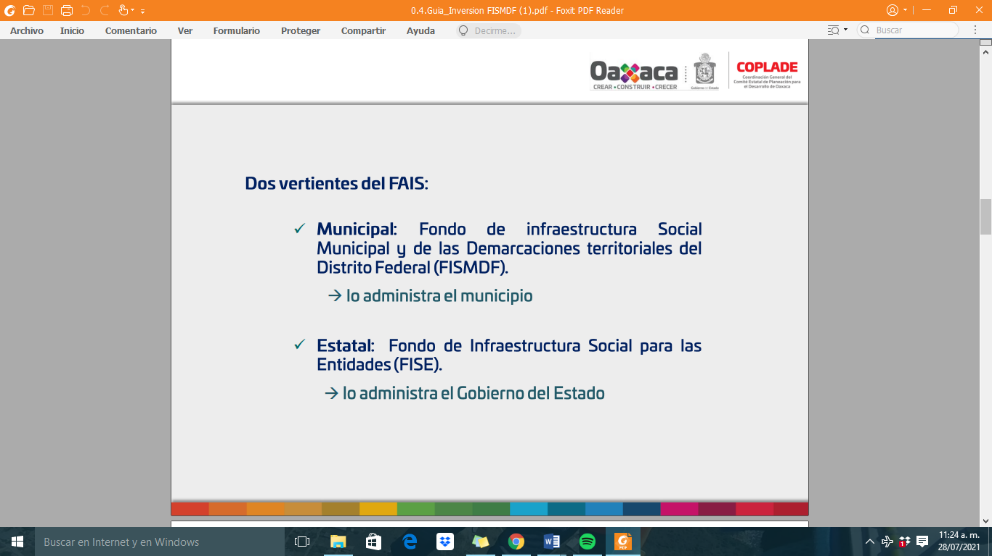 0.4.Guia_Inversion FISMDF (1).pdf - Foxit PDF Reader
Archivo Inicio Comentario Ver Formulario Proteger Compartir Ayuda Decirme... Buscar
Oaxaca
CREAR • CONSTRUIR • CRECER
Gobierno del Estado
COPLADE
Coordinación General del
Comité Estatal de Planeación para
el Desarrollo de Oaxaca
Dos vertientes del FAIS:
✓ Municipal: Fondo de infraestructura Social
Municipal y de las Demarcaciones territoriales del
Distrito Federal (FISMDF).
→ lo administra el municipio
✓ Estatal: Fondo de Infraestructura Social para las
Entidades (FISE).
→ lo administra el Gobierno del Estado
Buscar en Internet y en Windows
11:24 a. m.
28/07/2021